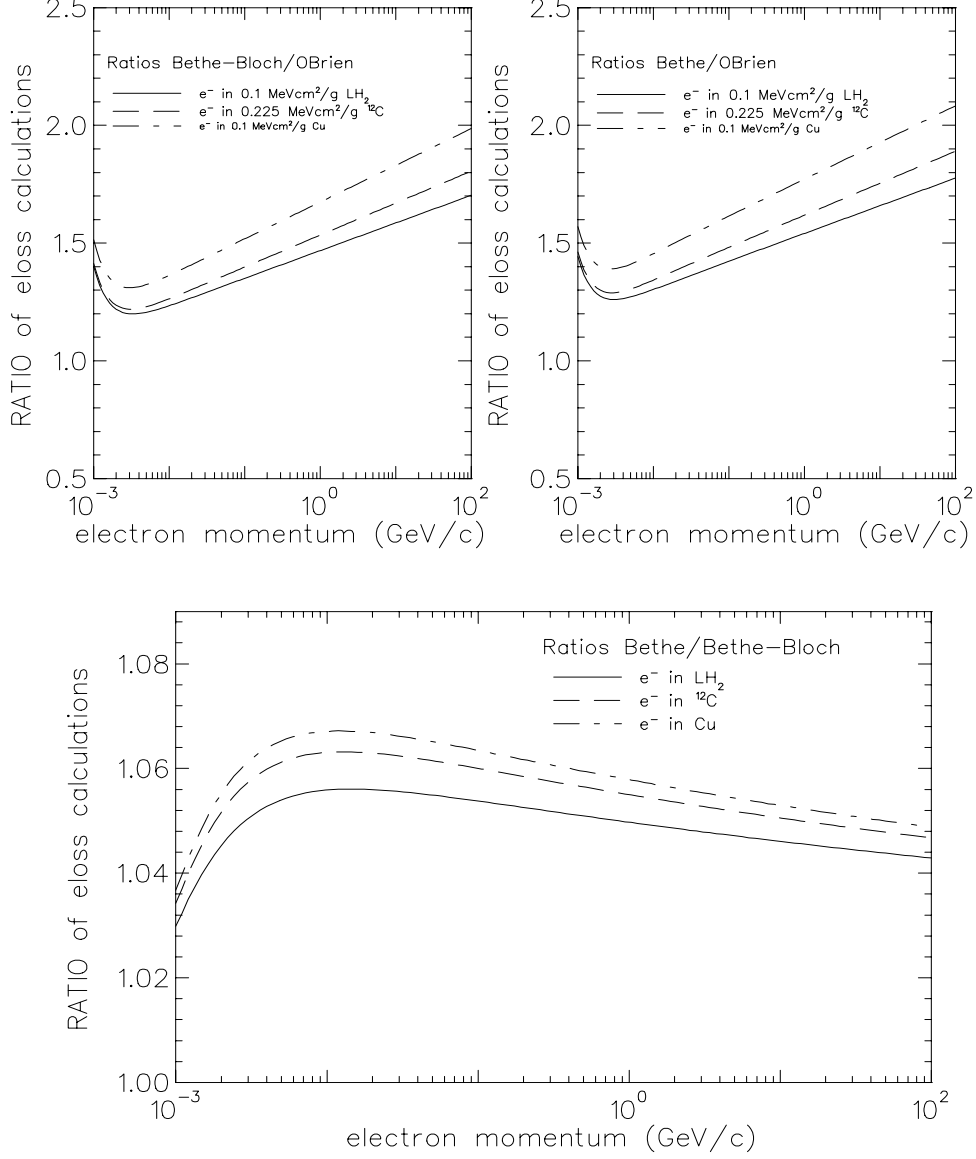 2.5
2.0
1.5
1.0
0.5
10⁻³
10⁰
10²
RATIO of eloss calculations
electron momentum (GeV/c)
Ratios Bethe−Bloch/OBrien
e⁻ in 0.1 MeVcm²/g LH₂
e⁻ in 0.225 MeVcm²/g ¹²C
e⁻ in 0.1 MeVcm²/g Cu
2.5
2.0
1.5
1.0
0.5
10⁻³
10⁰
10²
RATIO of eloss calculations
electron momentum (GeV/c)
Ratios Bethe/OBrien
e⁻ in 0.1 MeVcm²/g LH₂
e⁻ in 0.225 MeVcm²/g ¹²C
e⁻ in 0.1 MeVcm²/g Cu
1.08
1.06
1.04
1.02
1.00
10⁻³
10⁰
10²
RATIO of eloss calculations
electron momentum (GeV/c)
Ratios Bethe/Bethe−Bloch
e⁻ in LH₂
e⁻ in ¹²C
e⁻ in Cu